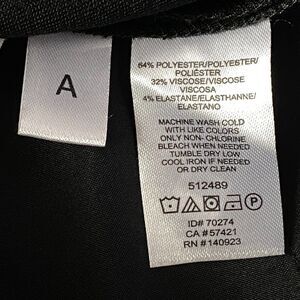 A
64% POLYESTER/POLYESTER/
POLIÉSTER
32% VISCOSE/VISCOSE
VISCOSA
4% ELASTANE/ELASTHANNE/
ELASTANO
MACHINE WASH COLD
WITH LIKE COLORS
ONLY NON- CHLORINE
BLEACH WHEN NEEDED
TUMBLE DRY LOW
COOL IRON IF NEEDED
OR DRY CLEAN
512489
ID# 70274
CA # 57421
RN # 140923